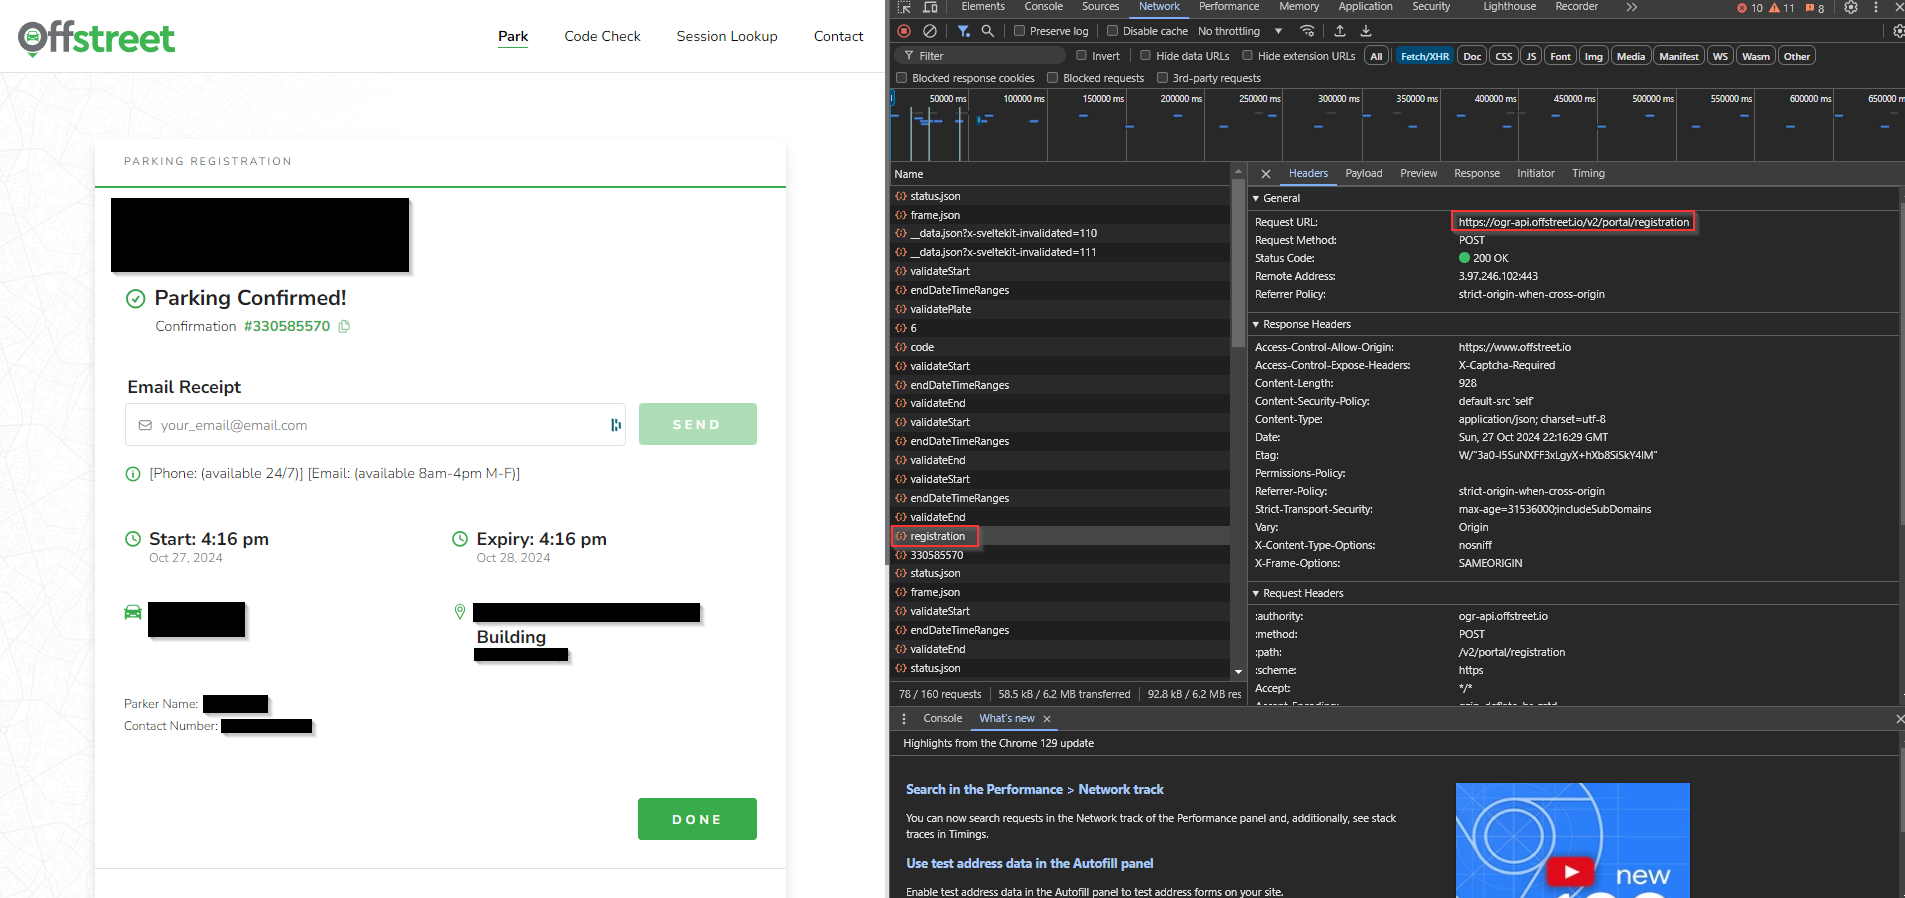 Offstreet
Park Code Check Session Lookup Contact
PARKING REGISTRATION
Parking Confirmed!
Confirmation #330585570
Email Receipt
your_email@email.com
SEND
[Phone: (available 24/7)] [Email: (available 8am-4pm M-F)]
Start: 4:16 pm
Oct 27, 2024
Expiry: 4:16 pm
Oct 28, 2024
Building
Parker Name:
Contact Number:
DONE
Elements Console Sources Network Performance Memory Application Security Lighthouse Recorder 10 11 8
Preserve log Disable cache No throttling
Filter Invert Hide data URLs Hide extension URLs All Fetch/XHR Doc CSS JS Font Img Media Manifest WS Wasm Other
Blocked response cookies Blocked requests 3rd-party requests
50000 ms 100000 ms 150000 ms 200000 ms 250000 ms 300000 ms 350000 ms 400000 ms 450000 ms 500000 ms 550000 ms 600000 ms 650000 m
Name
status.json
frame.json
__data.json?x-sveltekit-invalidated=110
__data.json?x-sveltekit-invalidated=111
validateStart
endDateTimeRanges
validatePlate
6
code
validateStart
endDateTimeRanges
validateEnd
validateStart
endDateTimeRanges
validateEnd
validateStart
endDateTimeRanges
validateEnd
registration
330585570
status.json
frame.json
validateStart
endDateTimeRanges
validateEnd
status.json
78 / 160 requests 58.5 kB / 6.2 MB transferred 92.8 kB / 6.2 MB res
Headers Payload Preview Response Initiator Timing
General
Request URL: https://ogr-api.offstreet.io/v2/portal/registration
Request Method: POST
Status Code: 200 OK
Remote Address: 3.97.246.102:443
Referrer Policy: strict-origin-when-cross-origin
Response Headers
Access-Control-Allow-Origin: https://www.offstreet.io
Access-Control-Expose-Headers: X-Captcha-Required
Content-Length: 928
Content-Security-Policy: default-src 'self'
Content-Type: application/json; charset=utf-8
Date: Sun, 27 Oct 2024 22:16:29 GMT
Etag: W/"3a0-I5SuNXFF3xLgyX+hXb8SiSkY4IM"
Permissions-Policy:
Referrer-Policy: strict-origin-when-cross-origin
Strict-Transport-Security: max-age=31536000;includeSubDomains
Vary: Origin
X-Content-Type-Options: nosniff
X-Frame-Options: SAMEORIGIN
Request Headers
:authority: ogr-api.offstreet.io
:method: POST
:path: /v2/portal/registration
:scheme: https
Accept: */*
Console What's new
Highlights from the Chrome 129 update
Search in the Performance > Network track
You can now search requests in the Network track of the Performance panel and, additionally, see stack
traces in Timings.
Use test address data in the Autofill panel
Enable test address data in the Autofill panel to test address forms on your site.
new